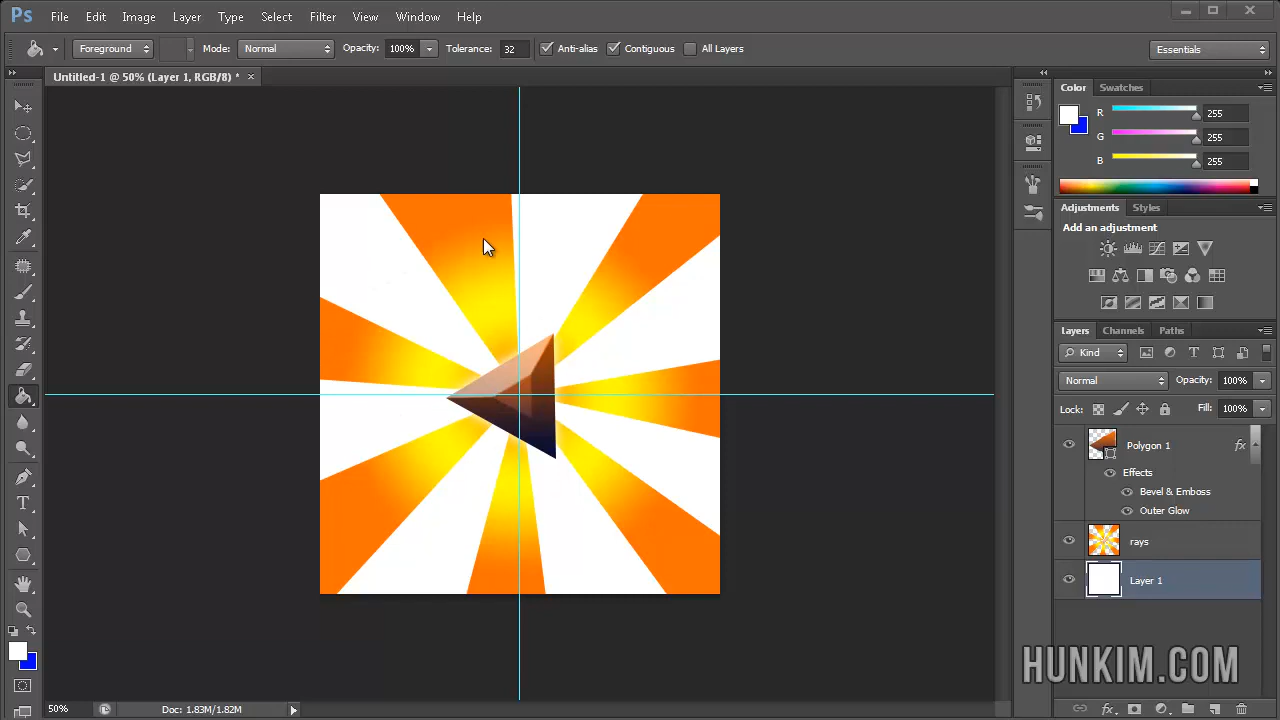 Ps File Edit Image Layer Type Select Filter View Window Help
Foreground Mode: Normal Opacity: 100% Tolerance: 32 Anti-alias Contiguous All Layers Essentials
Untitled-1 @ 50% (Layer 1, RGB/8) *
Color Swatches
R 255
G 255
B 255
Adjustments Styles
Add an adjustment
Layers Channels Paths
Kind
Normal Opacity: 100%
Lock: Fill: 100%
Polygon 1 fx
Effects
Bevel & Emboss
Outer Glow
rays
Layer 1
HUNKIM.COM
50% Doc: 1.83M/1.82M
fx